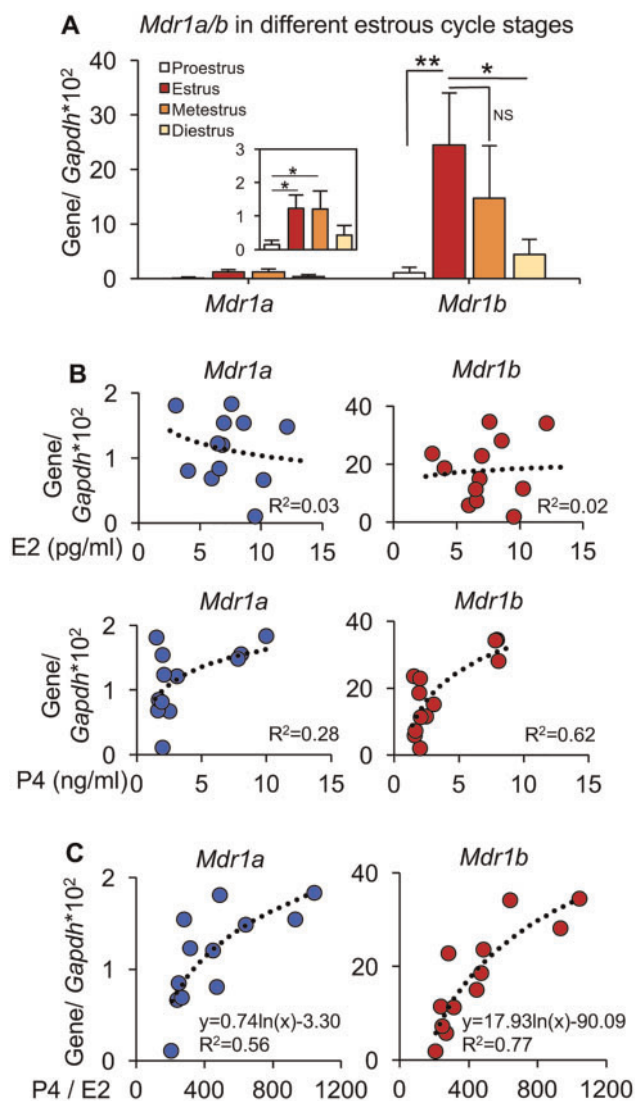 A Mdr1a/b in different estrous cycle stages
Gene/ Gapdh*10²
40
30
20
10
0
Proestrus
Estrus
Metestrus
Diestrus
3
2
1
0
*
*
**
*
NS
Mdr1a
Mdr1b
B
Mdr1a
Mdr1b
Gene/
Gapdh*10²
2
1
0
40
20
0
R²=0.03
R²=0.02
E2 (pg/ml)
0 5 10 15
0 5 10 15
Mdr1a
Mdr1b
Gene/
Gapdh*10²
2
1
0
40
20
0
R²=0.28
R²=0.62
P4 (ng/ml)
0 5 10 15
0 5 10 15
C
Mdr1a
Mdr1b
Gene/ Gapdh*10²
2
1
0
40
20
0
y=0.74ln(x)-3.30
R²=0.56
y=17.93ln(x)-90.09
R²=0.77
P4 / E2
0 400 800 1200
0 400 800 1200